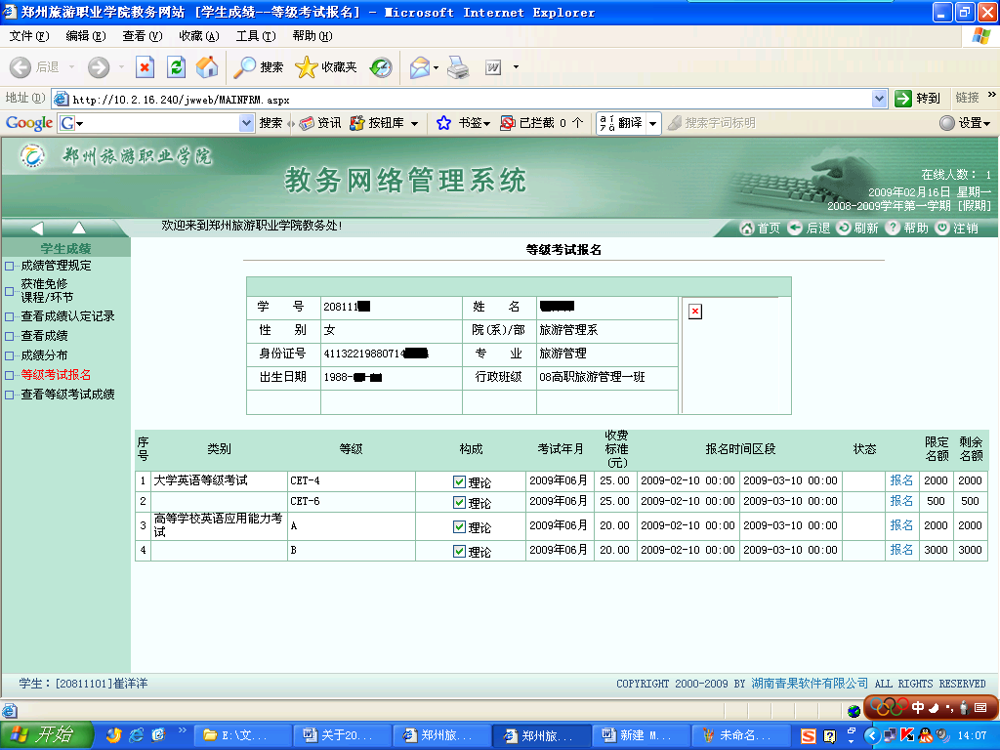 郑州旅游职业学院教务网站 [学生成绩--等级考试报名] - Microsoft Internet Explorer
文件(F) 编辑(E) 查看(V) 收藏(A) 工具(T) 帮助(H)
后退 搜索 收藏夹
地址(D) http://10.2.16.240/jwweb/MAINFRM.aspx 转到 链接 »
Google G 搜索 资讯 按钮库 书签 已拦截 0 个 翻译 搜索字词标明 设置
郑州旅游职业学院
教务网络管理系统
在线人数: 1
2009年02月16日 星期一
2008-2009学年第一学期 [假期]
欢迎来到郑州旅游职业学院教务处! 首页 后退 刷新 帮助 注销
学生成绩
成绩管理规定
获准免修
课程/环节
查看成绩认定记录
查看成绩
成绩分布
等级考试报名
查看等级考试成绩
等级考试报名
学 号 208111 姓 名
性 别 女 院(系)/部 旅游管理系
身份证号 41132219880714 专 业 旅游管理
出生日期 1988- 行政班级 08高职旅游管理一班
序号 类别 等级 构成 考试年月 收费标准(元) 报名时间区段 状态 限定名额 剩余名额
1 大学英语等级考试 CET-4 理论 2009年06月 25.00 2009-02-10 00:00 2009-03-10 00:00 报名 2000 2000
2 CET-6 理论 2009年06月 25.00 2009-02-10 00:00 2009-03-10 00:00 报名 500 500
3 高等学校英语应用能力考试 A 理论 2009年06月 20.00 2009-02-10 00:00 2009-03-10 00:00 报名 2000 2000
4 B 理论 2009年06月 20.00 2009-02-10 00:00 2009-03-10 00:00 报名 3000 3000
学生：[20811101]崔洋洋 COPYRIGHT 2000-2009 BY 湖南青果软件有限公司 ALL RIGHTS RESERVED
中
开始 » E:\文... 关于20... 郑州旅... 郑州旅... 新建 M... 未命名... 14:07